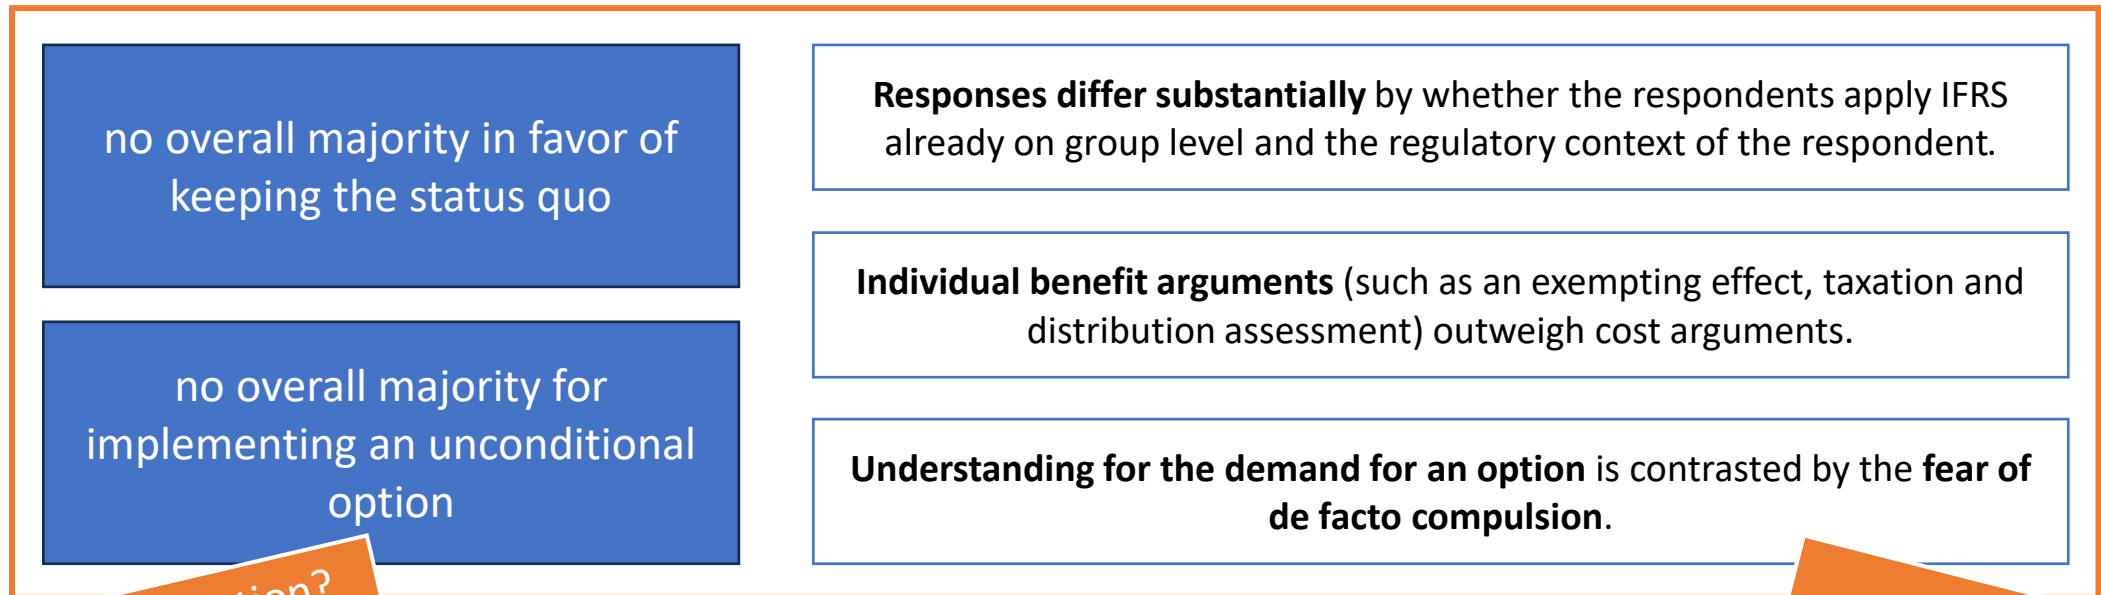 no overall majority in favor of
keeping the status quo
no overall majority for
implementing an unconditional
option
Responses differ substantially by whether the respondents apply IFRS
already on group level and the regulatory context of the respondent.
Individual benefit arguments (such as an exempting effect, taxation and
distribution assessment) outweigh cost arguments.
Understanding for the demand for an option is contrasted by the fear of
de facto compulsion.